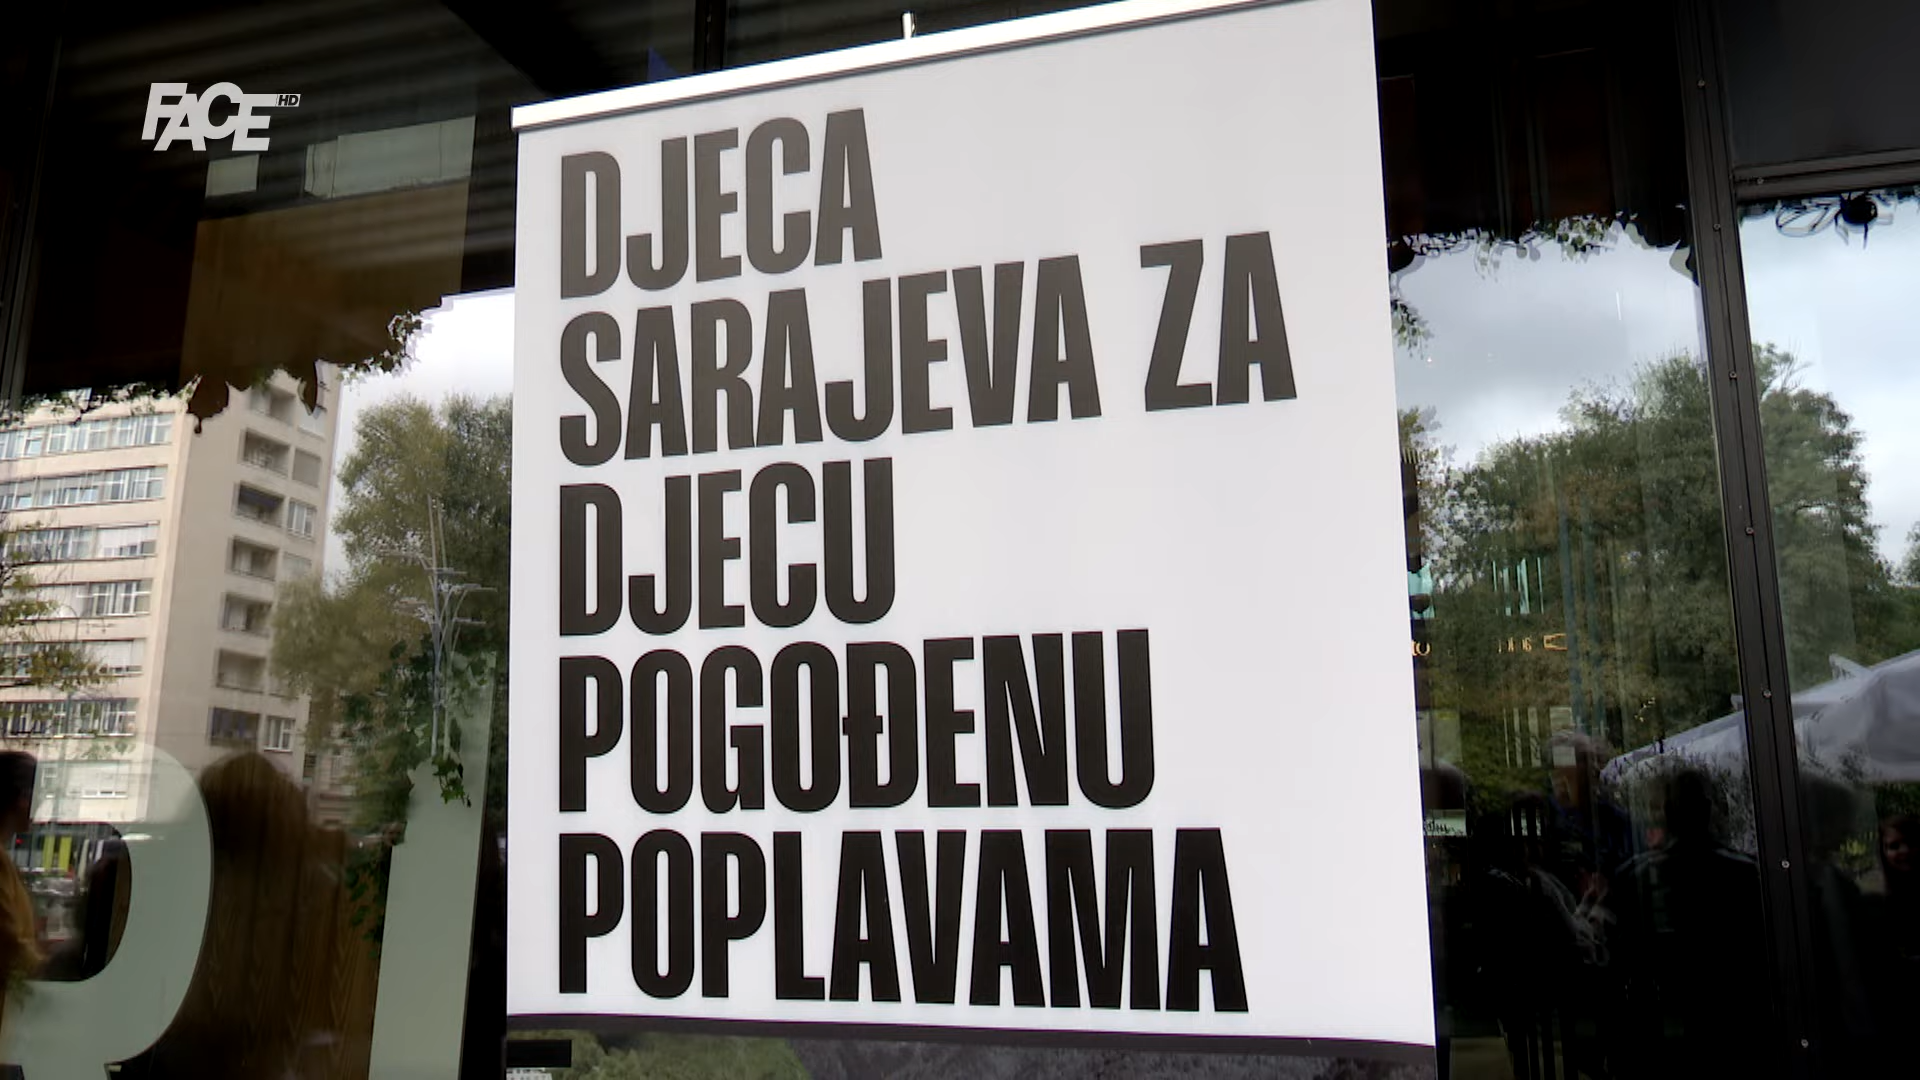 FACE HD
DJECA
SARAJEVA ZA
DJECU
POGOĐENU
POPLAVAMA